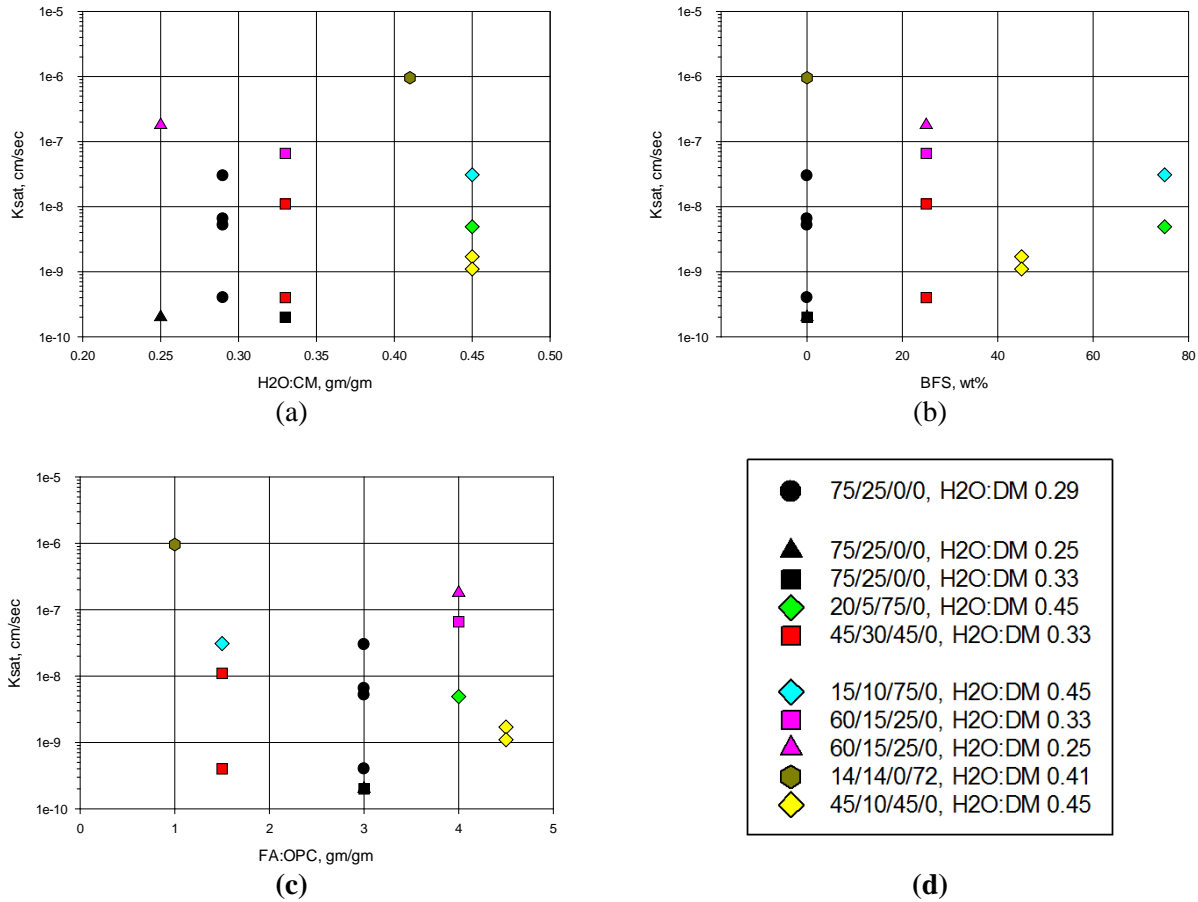 1e-5
1e-6
1e-7
1e-8
1e-9
1e-10
Ksat, cm/sec
0.20 0.25 0.30 0.35 0.40 0.45 0.50
H2O:CM, gm/gm
(a)
1e-5
1e-6
1e-7
1e-8
1e-9
1e-10
Ksat, cm/sec
0 20 40 60 80
BFS, wt%
(b)
1e-5
1e-6
1e-7
1e-8
1e-9
1e-10
Ksat, cm/sec
0 1 2 3 4 5
FA:OPC, gm/gm
(c)
75/25/0/0, H2O:DM 0.29
75/25/0/0, H2O:DM 0.25
75/25/0/0, H2O:DM 0.33
20/5/75/0, H2O:DM 0.45
45/30/45/0, H2O:DM 0.33
15/10/75/0, H2O:DM 0.45
60/15/25/0, H2O:DM 0.33
60/15/25/0, H2O:DM 0.25
14/14/0/72, H2O:DM 0.41
45/10/45/0, H2O:DM 0.45
(d)